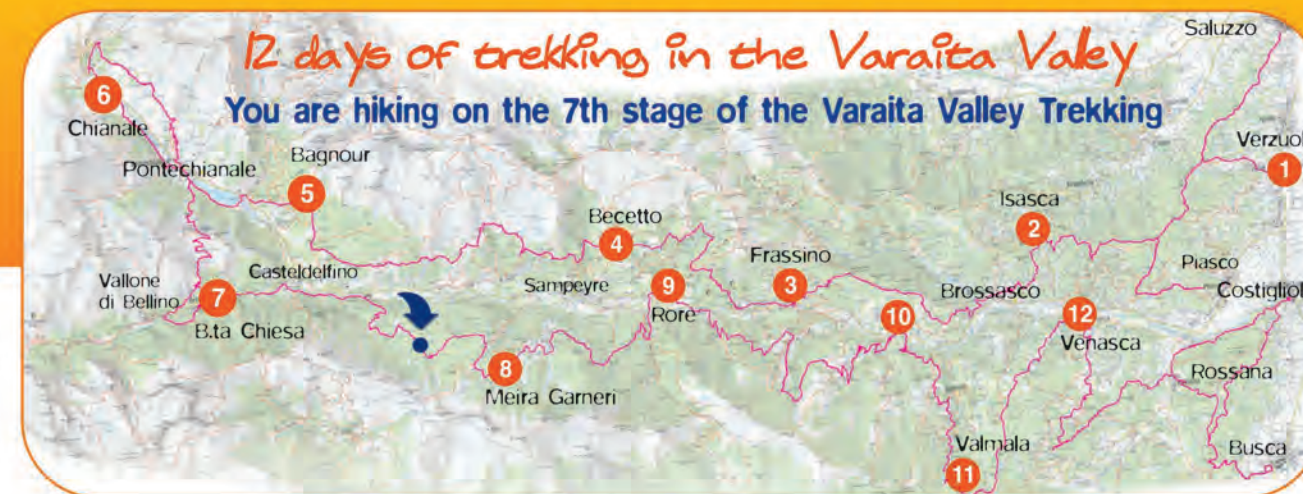 12 days of trekking in the Varaita Valley
You are hiking on the 7th stage of the Varaita Valley Trekking
Saluzzo
6
Chianale
Verzuol
1
Pontechianale
Bagnour
5
Isasca
2
Becetto
4
Frassino
3
Piasco
Vallone
di Bellino
7
Casteldelfino
Sampeyre
9
Rore
Brossasco
Costigliol
B.ta Chiesa
10
12
Venasca
8
Meira Garneri
Rossana
Valmala
11
Busca